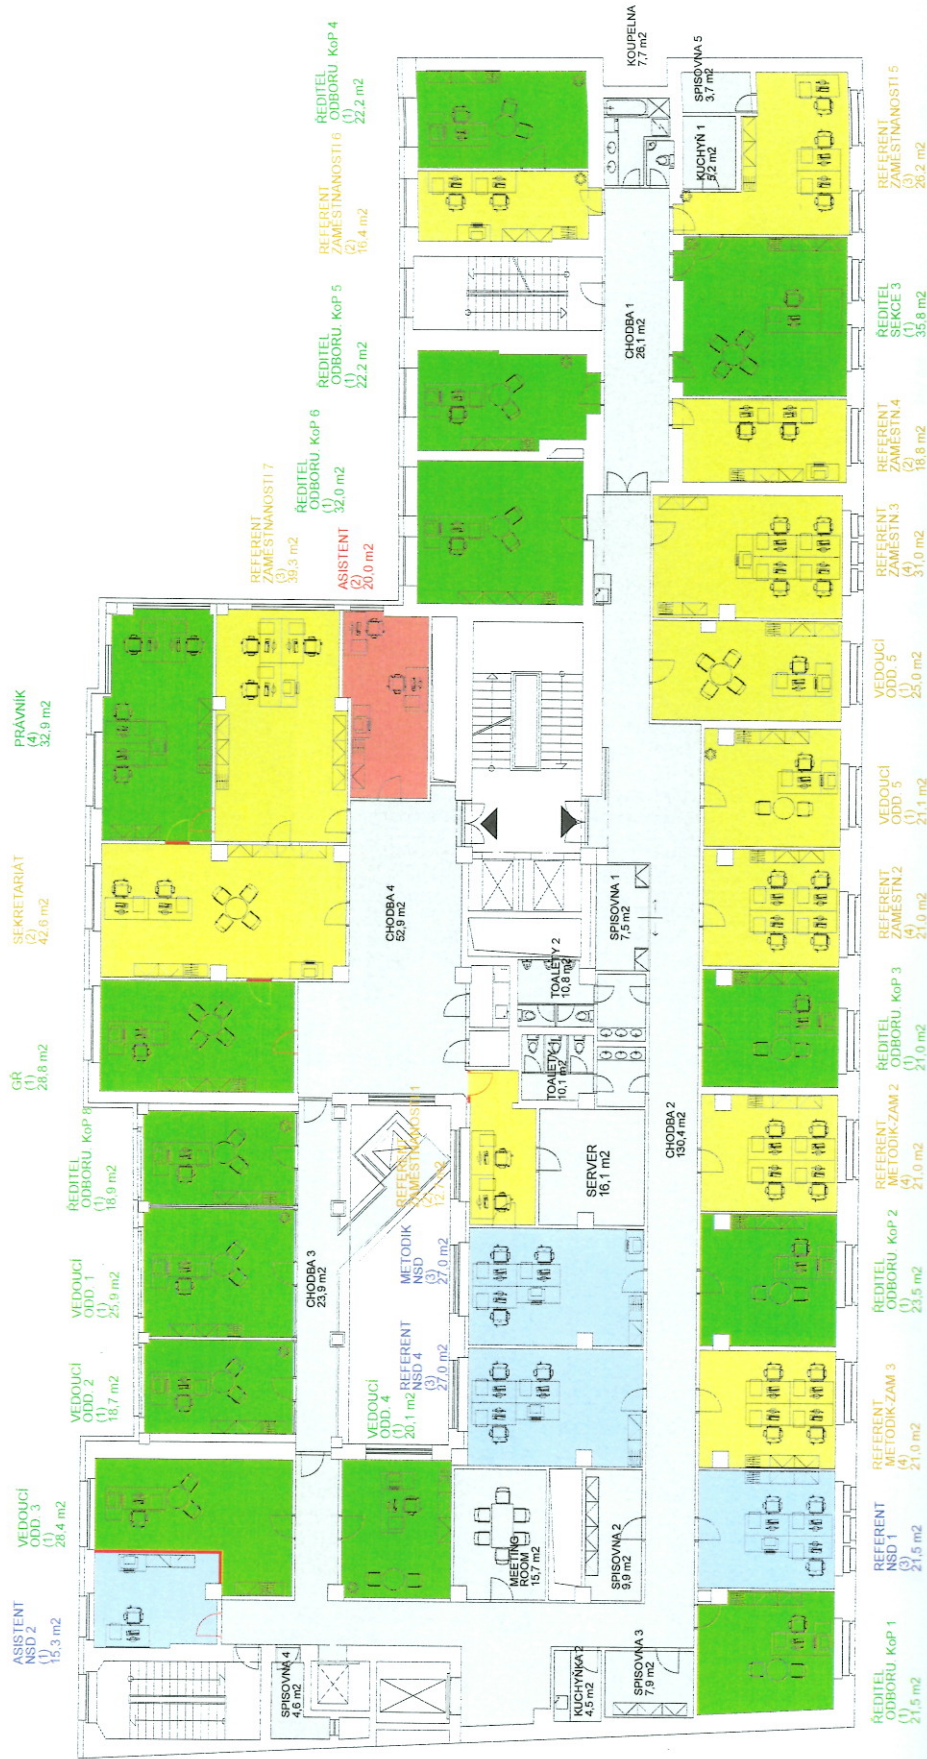 ASISTENT
NSD 2
(1)
15,3 m2
VEDOUCÍ
ODD. 3
(1)
28,4 m2
VEDOUCÍ
ODD. 2
(1)
18,7 m2
VEDOUCÍ
ODD. 1
(1)
25,9 m2
ŘEDITEL
ODBORU KoP 8
(1)
18,9 m2
GŘ
(1)
28,8 m2
SEKRETARIAT
(2)
42,6 m2
PRÁVNÍK
(4)
32,9 m2
REFERENT
ZAMĚSTNANOSTI 7
(3)
39,3 m2
ASISTENT
(2)
20,0 m2
ŘEDITEL
ODBORU KoP 6
(1)
32,0 m2
ŘEDITEL
ODBORU KoP 5
(1)
22,2 m2
REFERENT
ZAMĚSTNANOSTI 6
(2)
16,4 m2
ŘEDITEL
ODBORU KoP 4
(1)
22,2 m2
KOUPELNA
7,7 m2
SPISOVNA 4
4,6 m2
CHODBA 3
23,9 m2
VEDOUCÍ
ODD. 4
(1)
20,1 m2
REFERENT
NSD 4
(3)
27,0 m2
METODIK
NSD
(3)
27,0 m2
REFERENT
ZAMĚSTNANOSTI 1
(2)
CHODBA 4
52,9 m2
MEETING
ROOM
15,7 m2
SPISOVNA 2
9,9 m2
SERVER
16,1 m2
TOALETY 1
10,1 m2
TOALETY 2
10,8 m2
SPISOVNA 1
7,5 m2
CHODBA 1
26,1 m2
KUCHYŇ 1
5,2 m2
SPISOVNA 5
3,7 m2
KUCHYŇKA 2
4,5 m2
SPISOVNA 3
7,9 m2
CHODBA 2
130,4 m2
ŘEDITEL
ODBORU KoP 1
(1)
21,5 m2
REFERENT
NSD 1
(3)
21,5 m2
REFERENT
METODIK-ZAM 3
(4)
21,0 m2
ŘEDITEL
ODBORU KoP 2
(1)
23,5 m2
REFERENT
METODIK-ZAM 2
(4)
21,0 m2
ŘEDITEL
ODBORU KoP 3
(1)
21,0 m2
REFERENT
ZAMĚSTN.2
(4)
21,0 m2
VEDOUCÍ
ODD. 5
(1)
21,1 m2
VEDOUCÍ
ODD. 5
(1)
25,0 m2
REFERENT
ZAMĚSTN.3
(4)
31,0 m2
REFERENT
ZAMĚSTN.4
(2)
18,8 m2
ŘEDITEL
SEKCE 3
(1)
35,8 m2
REFERENT
ZAMĚSTNANOSTI 5
(3)
26,2 m2